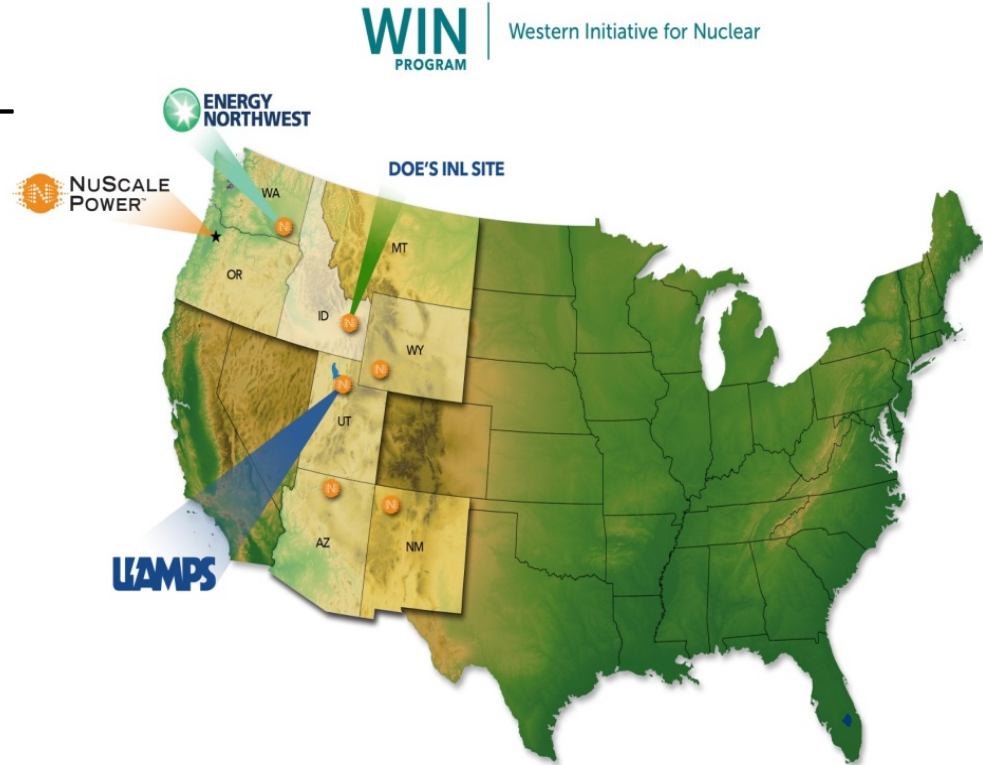 WIN
PROGRAM
Western Initiative for Nuclear
ENERGY
NORTHWEST
DOE'S INL SITE
NUSCALE
POWER™
WA
MT
OR
ID
WY
UT
AZ
NM
UAMPS
N
N
N
N
N
N
N